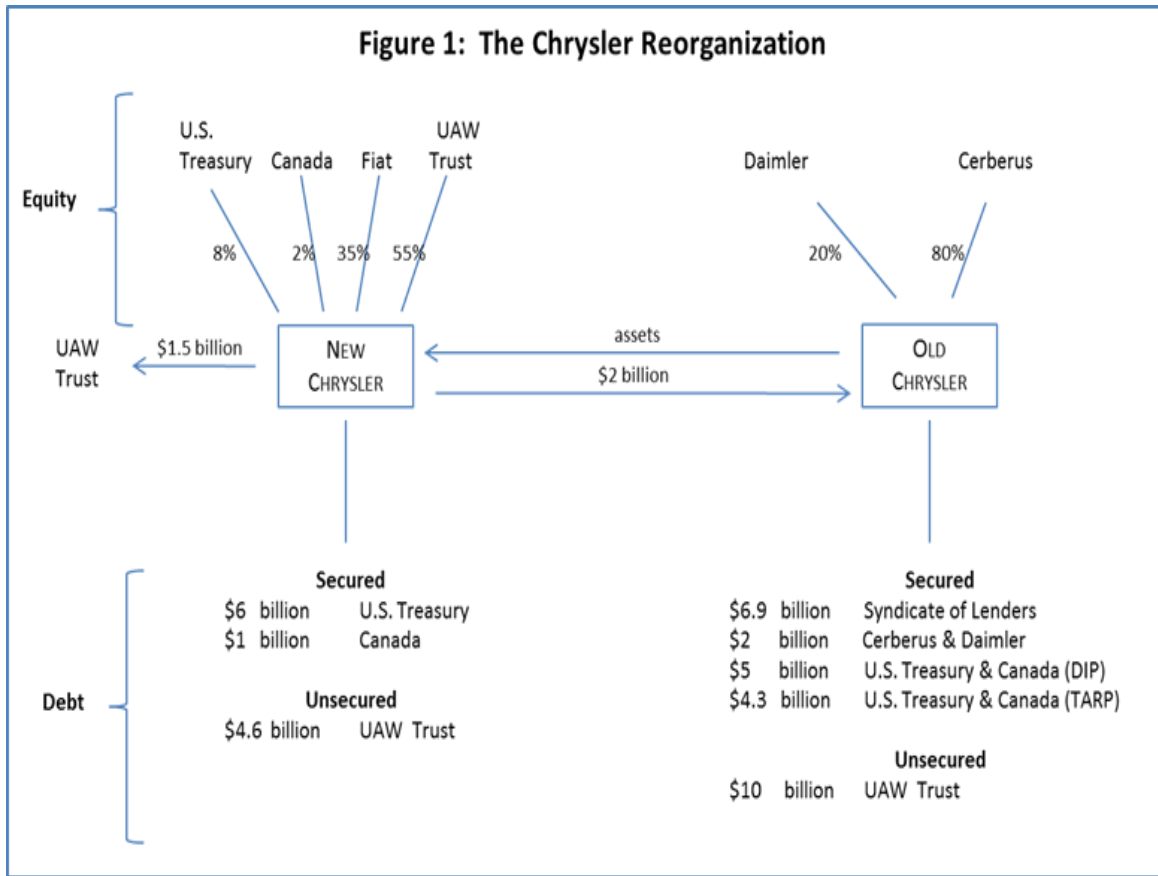 Figure 1: The Chrysler Reorganization
U.S.
Treasury
Canada
Fiat
UAW
Trust
Daimler
Cerberus
Equity
8%
2%
35%
55%
20%
80%
UAW
Trust
$1.5 billion
NEW
CHRYSLER
assets
$2 billion
OLD
CHRYSLER
Debt
Secured
$6 billion U.S. Treasury
$1 billion Canada
Unsecured
$4.6 billion UAW Trust
Secured
$6.9 billion Syndicate of Lenders
$2 billion Cerberus & Daimler
$5 billion U.S. Treasury & Canada (DIP)
$4.3 billion U.S. Treasury & Canada (TARP)
Unsecured
$10 billion UAW Trust